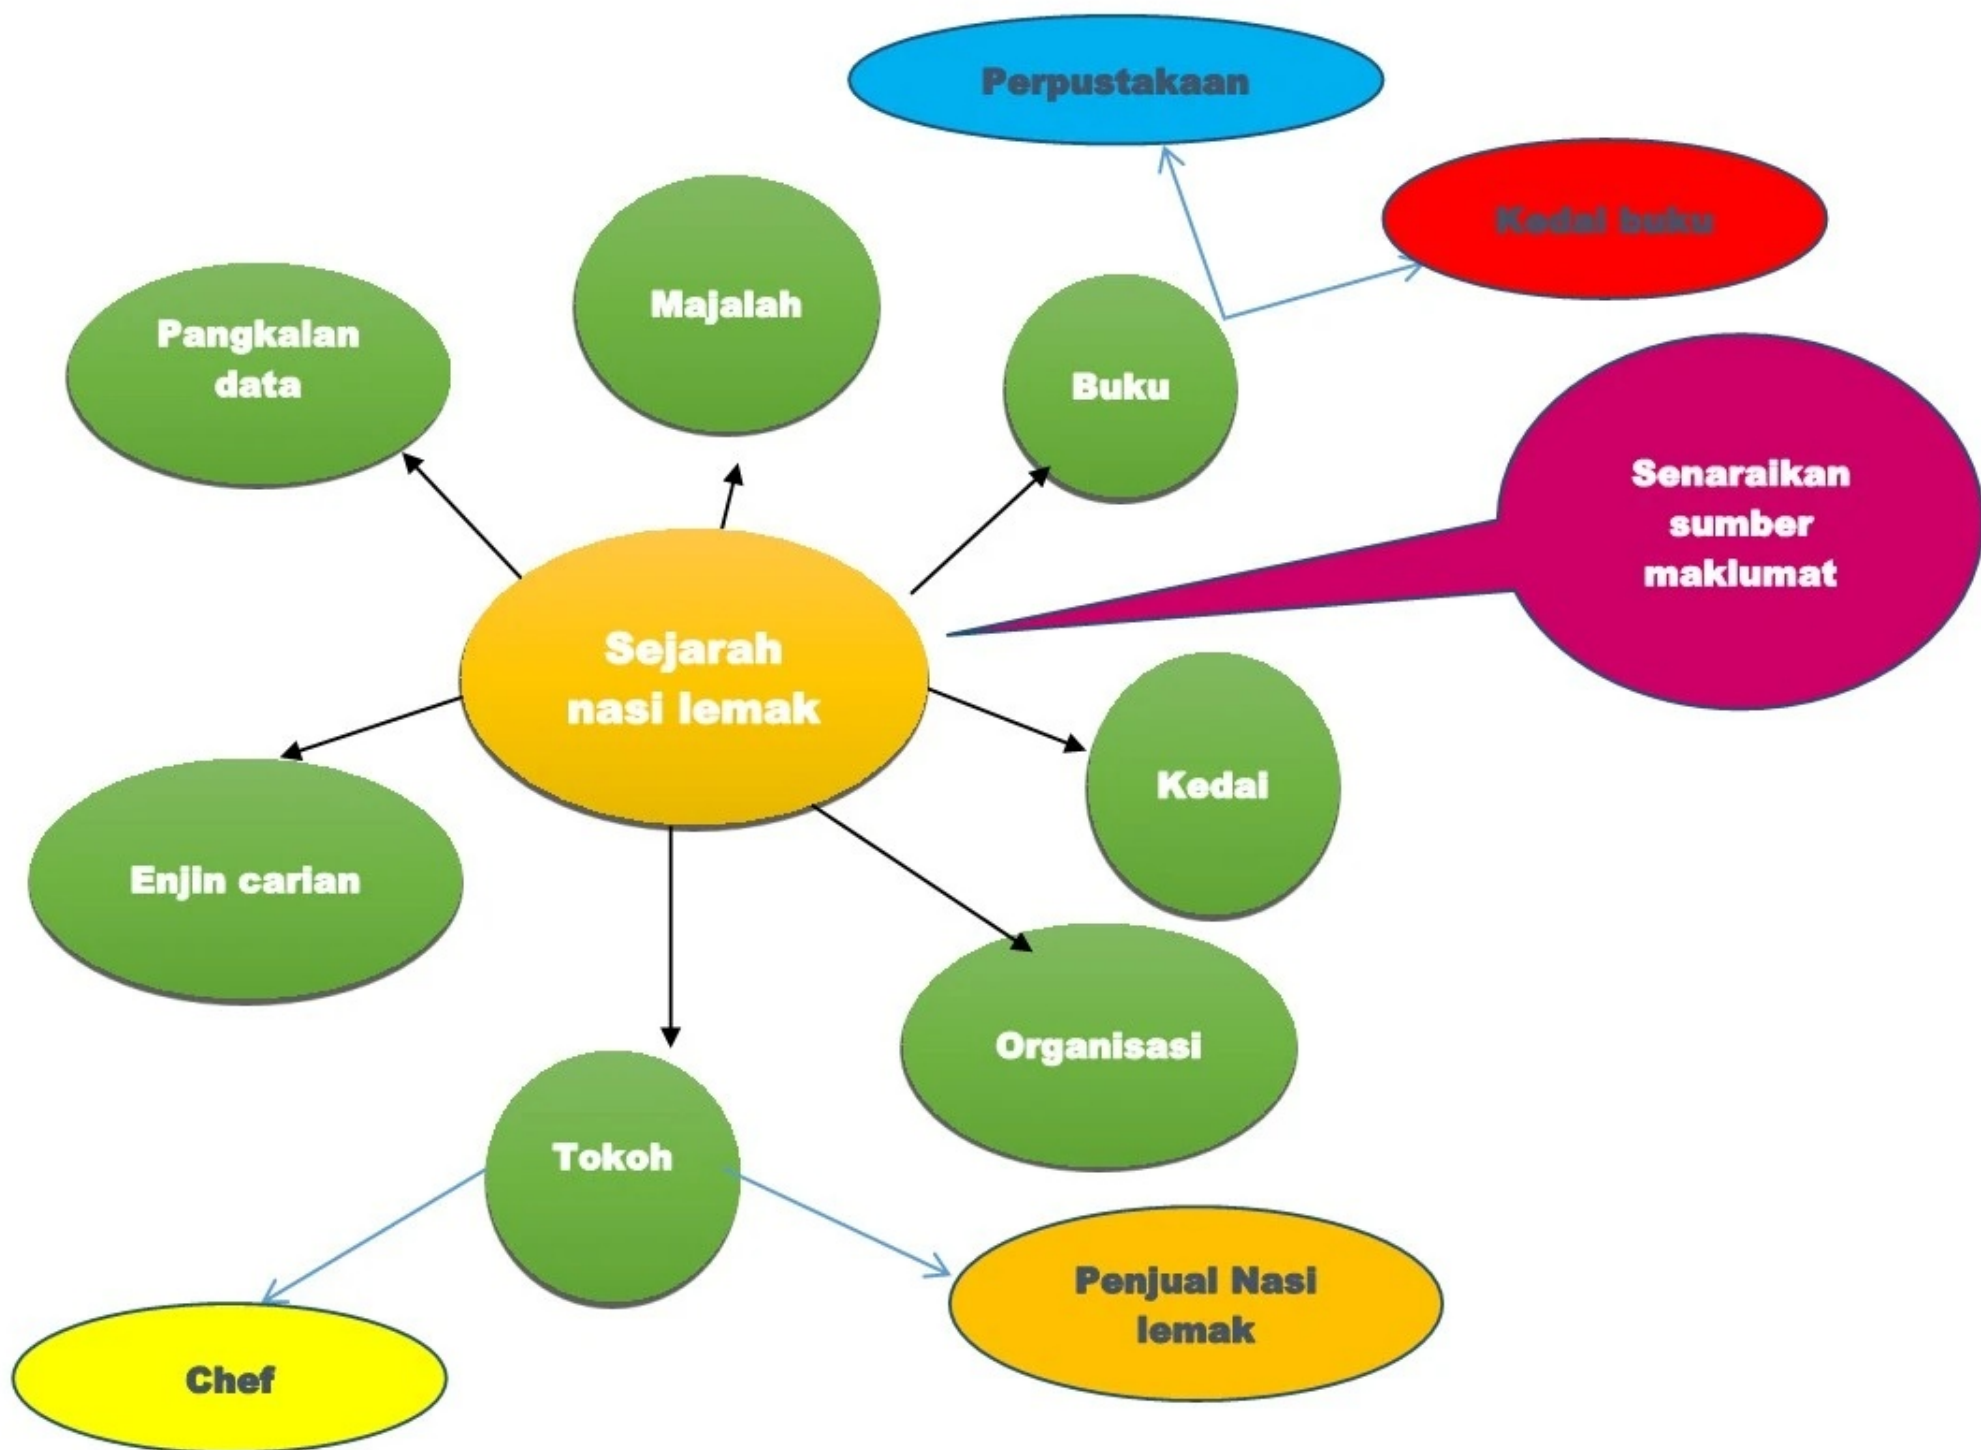 Perpustakaan
Kedai buku
Majalah
Pangkalan
data
Buku
Senaraikan
sumber
maklumat
Sejarah
nasi lemak
Kedai
Enjin carian
Organisasi
Tokoh
Penjual Nasi
lemak
Chef